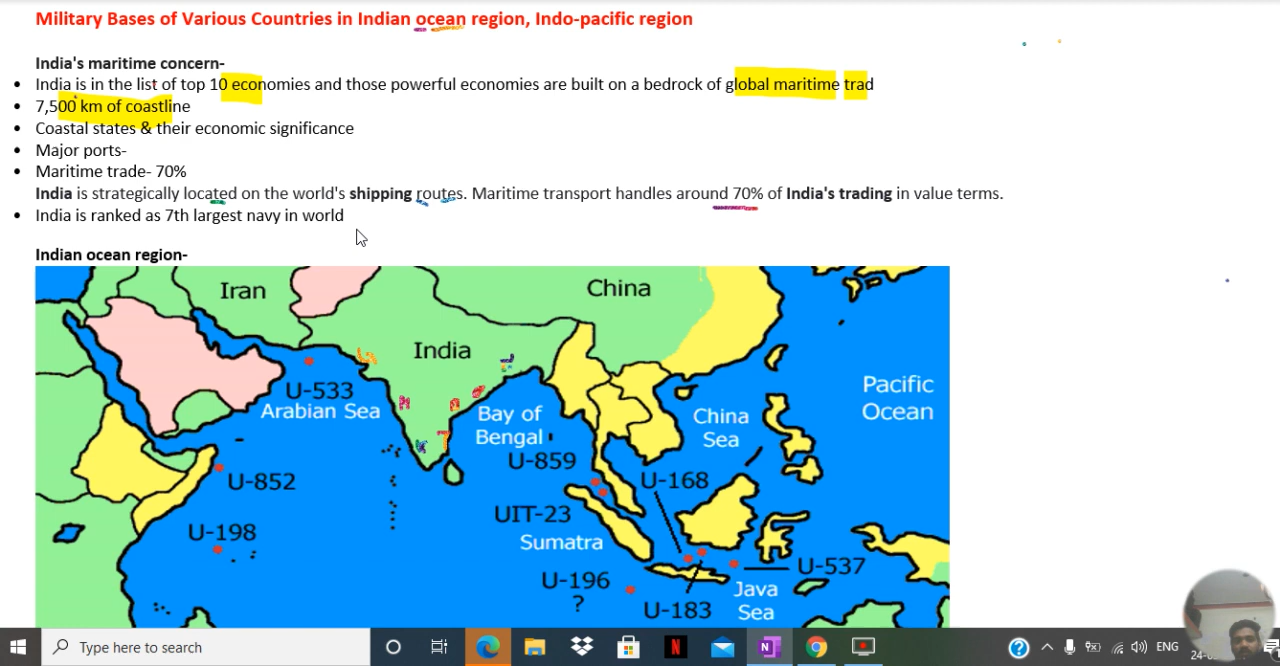 Military Bases of Various Countries in Indian ocean region, Indo-pacific region
India's maritime concern-
• India is in the list of top 10 economies and those powerful economies are built on a bedrock of global maritime trad
• 7,500 km of coastline
• Coastal states & their economic significance
• Major ports-
• Maritime trade- 70%
India is strategically located on the world's shipping routes. Maritime transport handles around 70% of India's trading in value terms.
• India is ranked as 7th largest navy in world
Indian ocean region-
Iran
China
India
U-533
Arabian Sea
Bay of
Bengal
China
Sea
Pacific
Ocean
U-859
U-852
U-168
UIT-23
Sumatra
U-198
U-537
U-196
?
U-183
Java
Sea
Type here to search
N
N
ENG